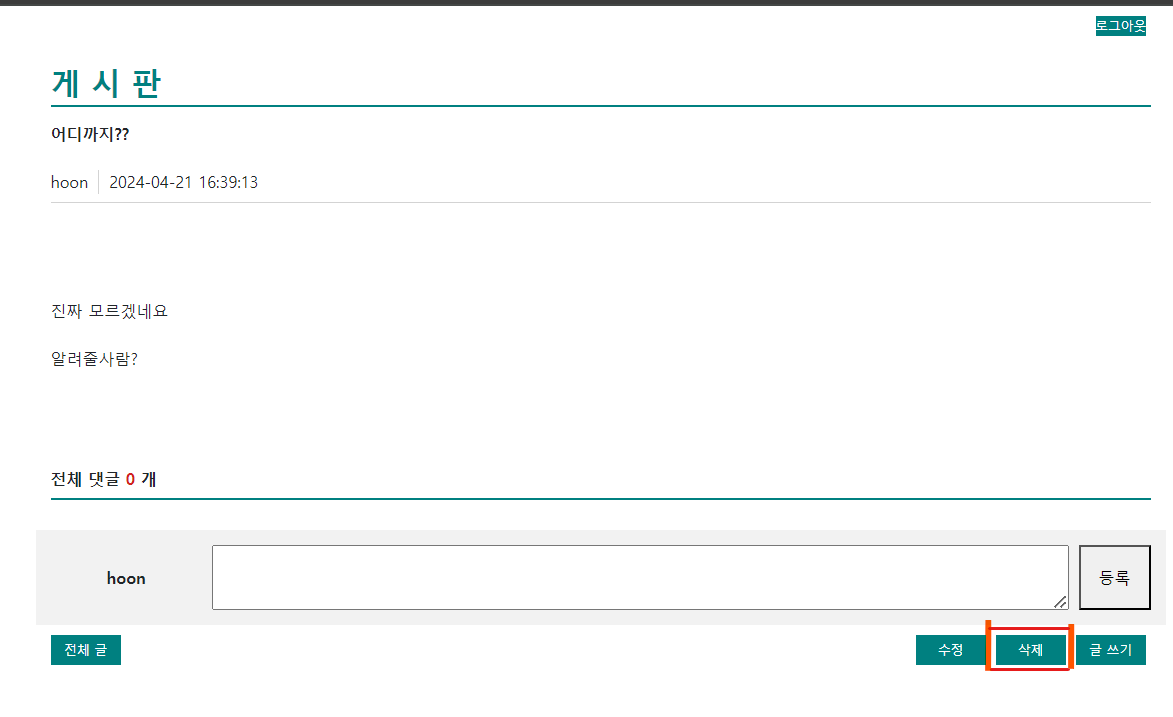 로그아웃
게 시 판
어디까지??
hoon 2024-04-21 16:39:13
진짜 모르겠네요
알려줄사람?
전체 댓글 0 개
hoon 등록
전체 글 수정 삭제 글 쓰기